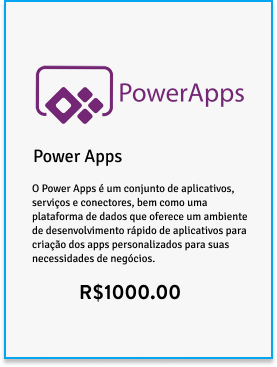 PowerApps
Power Apps
O Power Apps é um conjunto de aplicativos,
serviços e conectores, bem como uma
plataforma de dados que oferece um ambiente
de desenvolvimento rápido de aplicativos para
criação dos apps personalizados para suas
necessidades de negócios.
R$1000.00